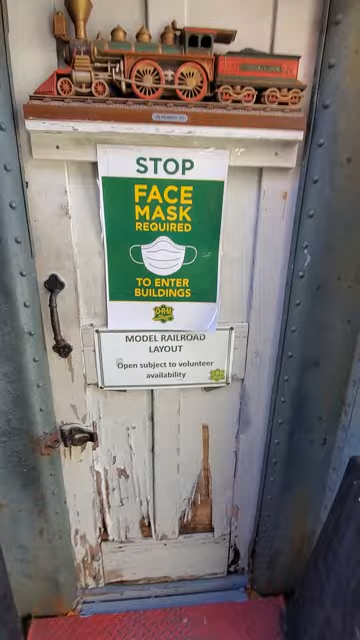 STOP
FACE
MASK
REQUIRED
TO ENTER
BUILDINGS
MODEL RAILROAD
LAYOUT
Open subject to volunteer
availability